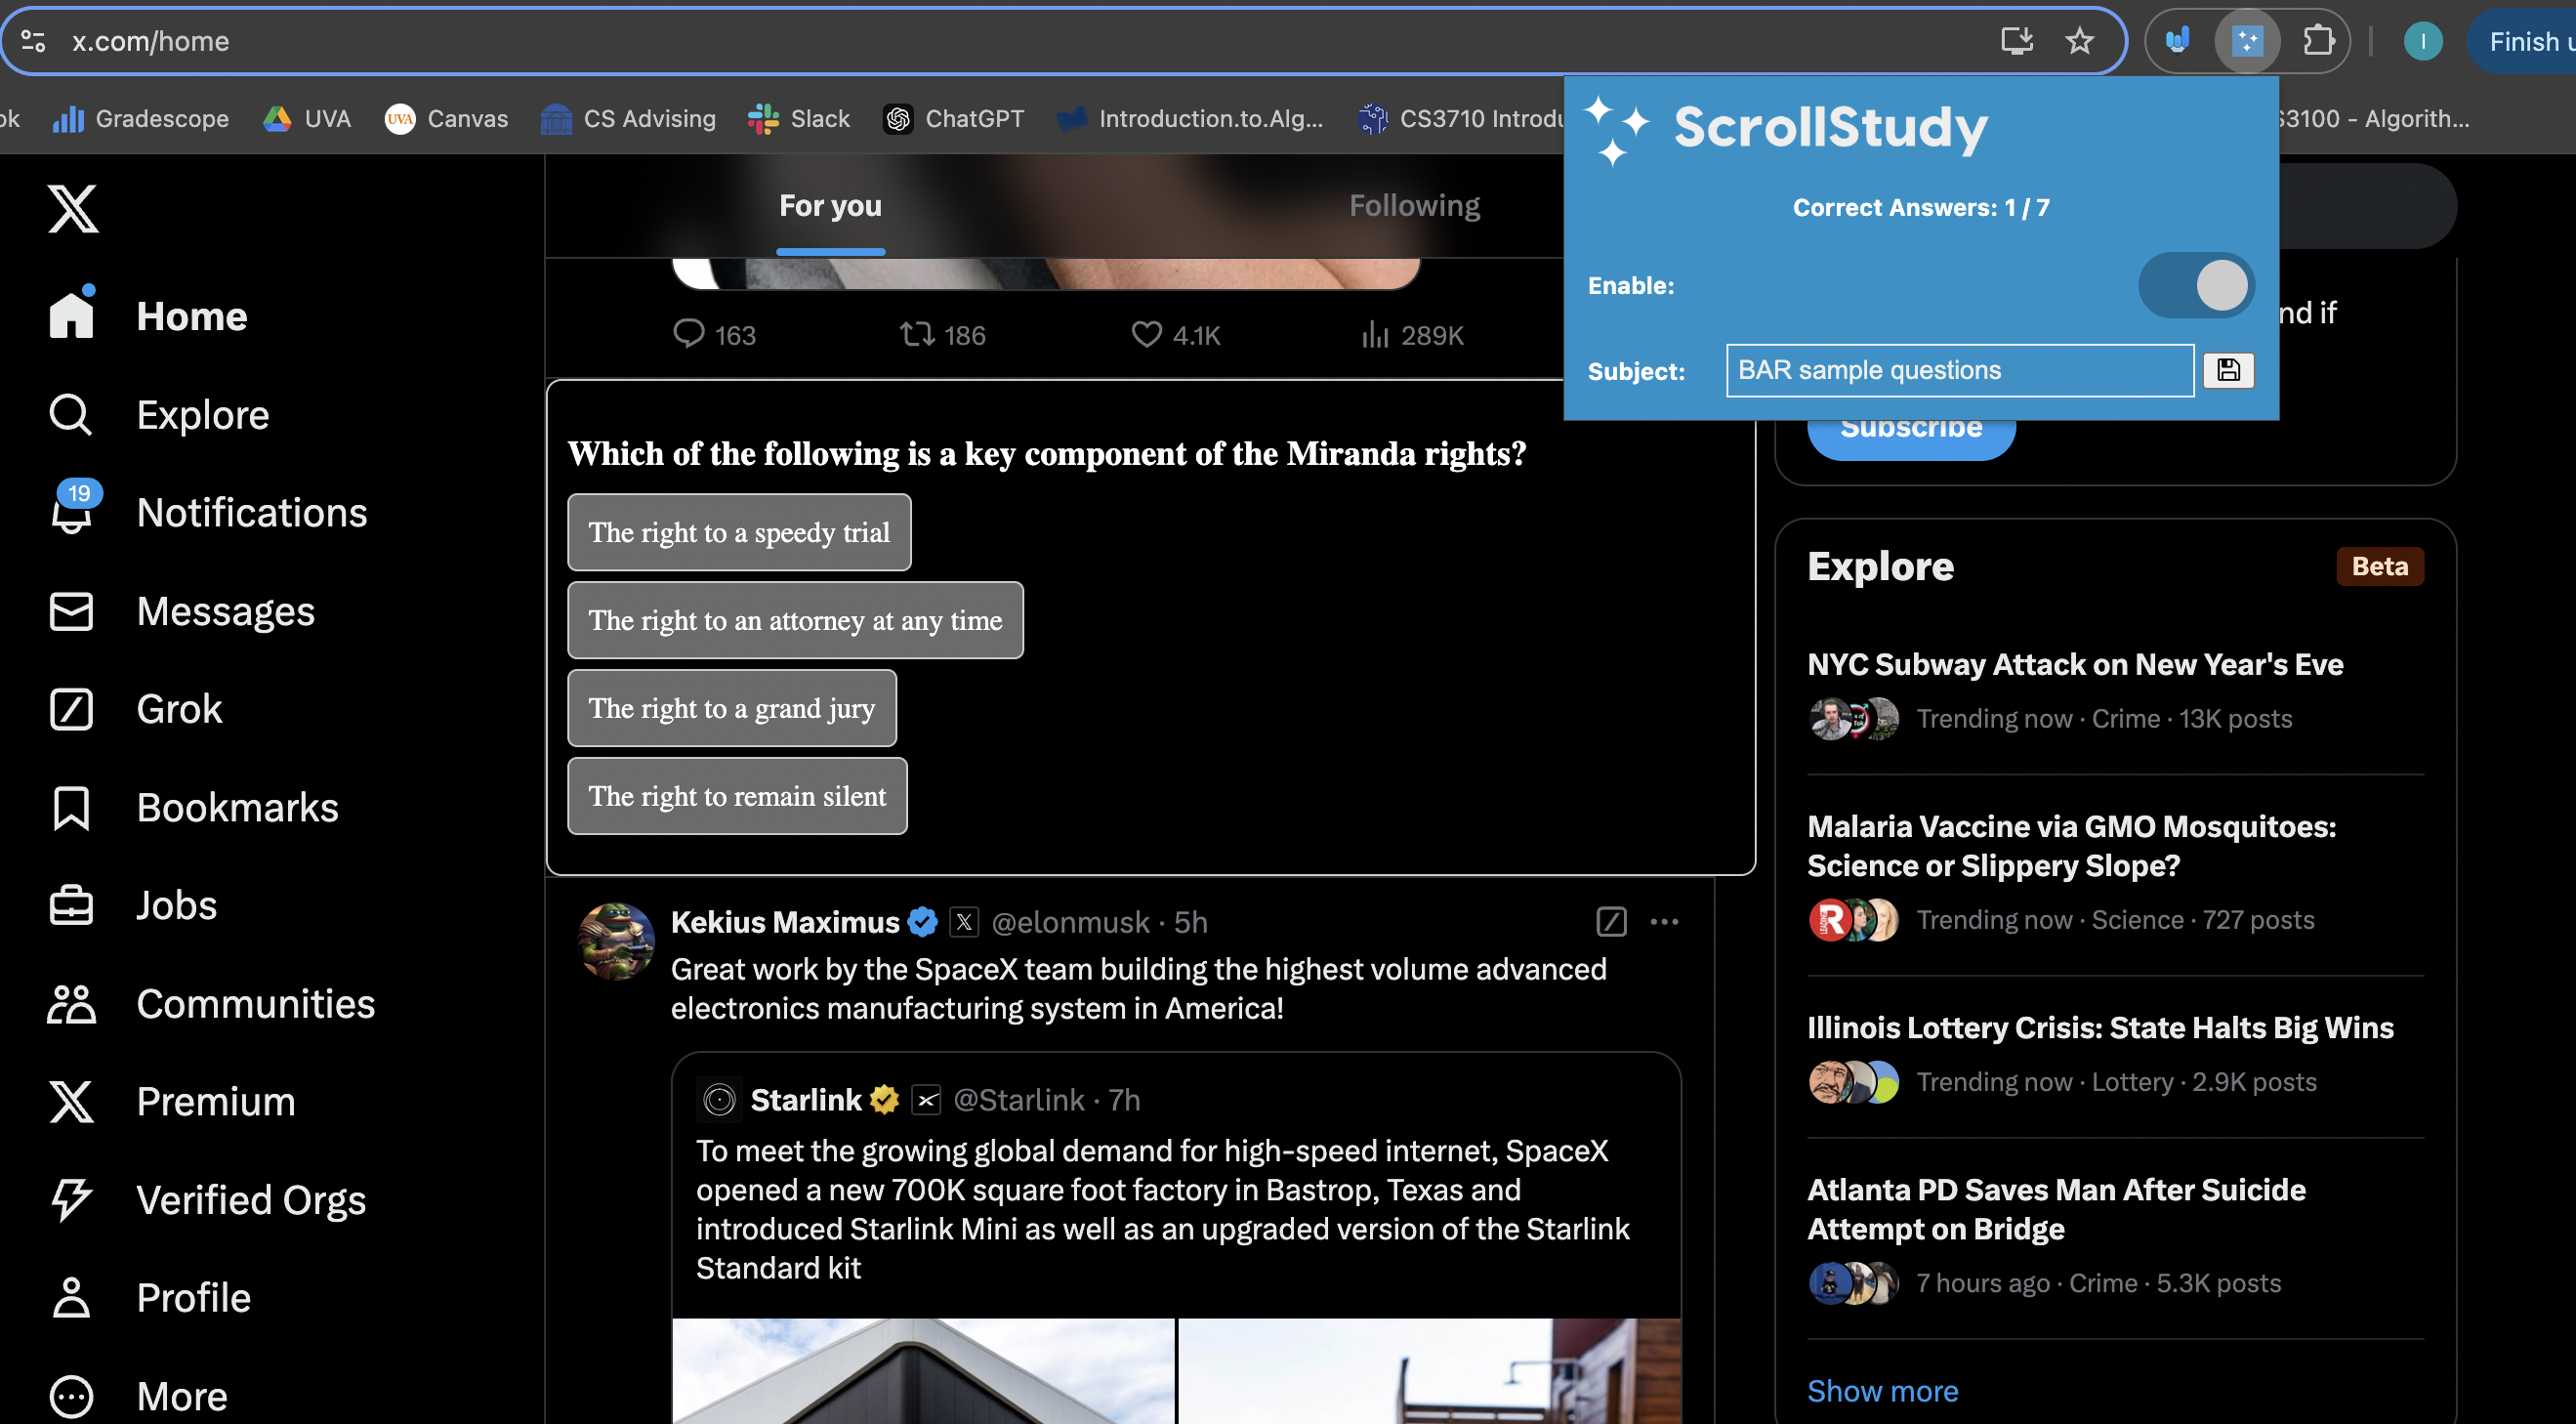 x.com/home
Finish u
ok
Gradescope
UVA
UVA
Canvas
CS Advising
Slack
ChatGPT
Introduction.to.Alg...
CS3710 Introdu
S3100 - Algorith...
ScrollStudy
Correct Answers: 1 / 7
Enable:
Subject:
BAR sample questions
Home
Explore
19
Notifications
Messages
Grok
Bookmarks
Jobs
Communities
Premium
Verified Orgs
Profile
More
For you
Following
163
186
4.1K
289K
Which of the following is a key component of the Miranda rights?
The right to a speedy trial
The right to an attorney at any time
The right to a grand jury
The right to remain silent
Kekius Maximus @elonmusk · 5h
Great work by the SpaceX team building the highest volume advanced
electronics manufacturing system in America!
Starlink @Starlink · 7h
To meet the growing global demand for high-speed internet, SpaceX
opened a new 700K square foot factory in Bastrop, Texas and
introduced Starlink Mini as well as an upgraded version of the Starlink
Standard kit
nd if
Subscribe
Explore
Beta
NYC Subway Attack on New Year's Eve
Trending now · Crime · 13K posts
Malaria Vaccine via GMO Mosquitoes:
Science or Slippery Slope?
Trending now · Science · 727 posts
Illinois Lottery Crisis: State Halts Big Wins
Trending now · Lottery · 2.9K posts
Atlanta PD Saves Man After Suicide
Attempt on Bridge
7 hours ago · Crime · 5.3K posts
Show more